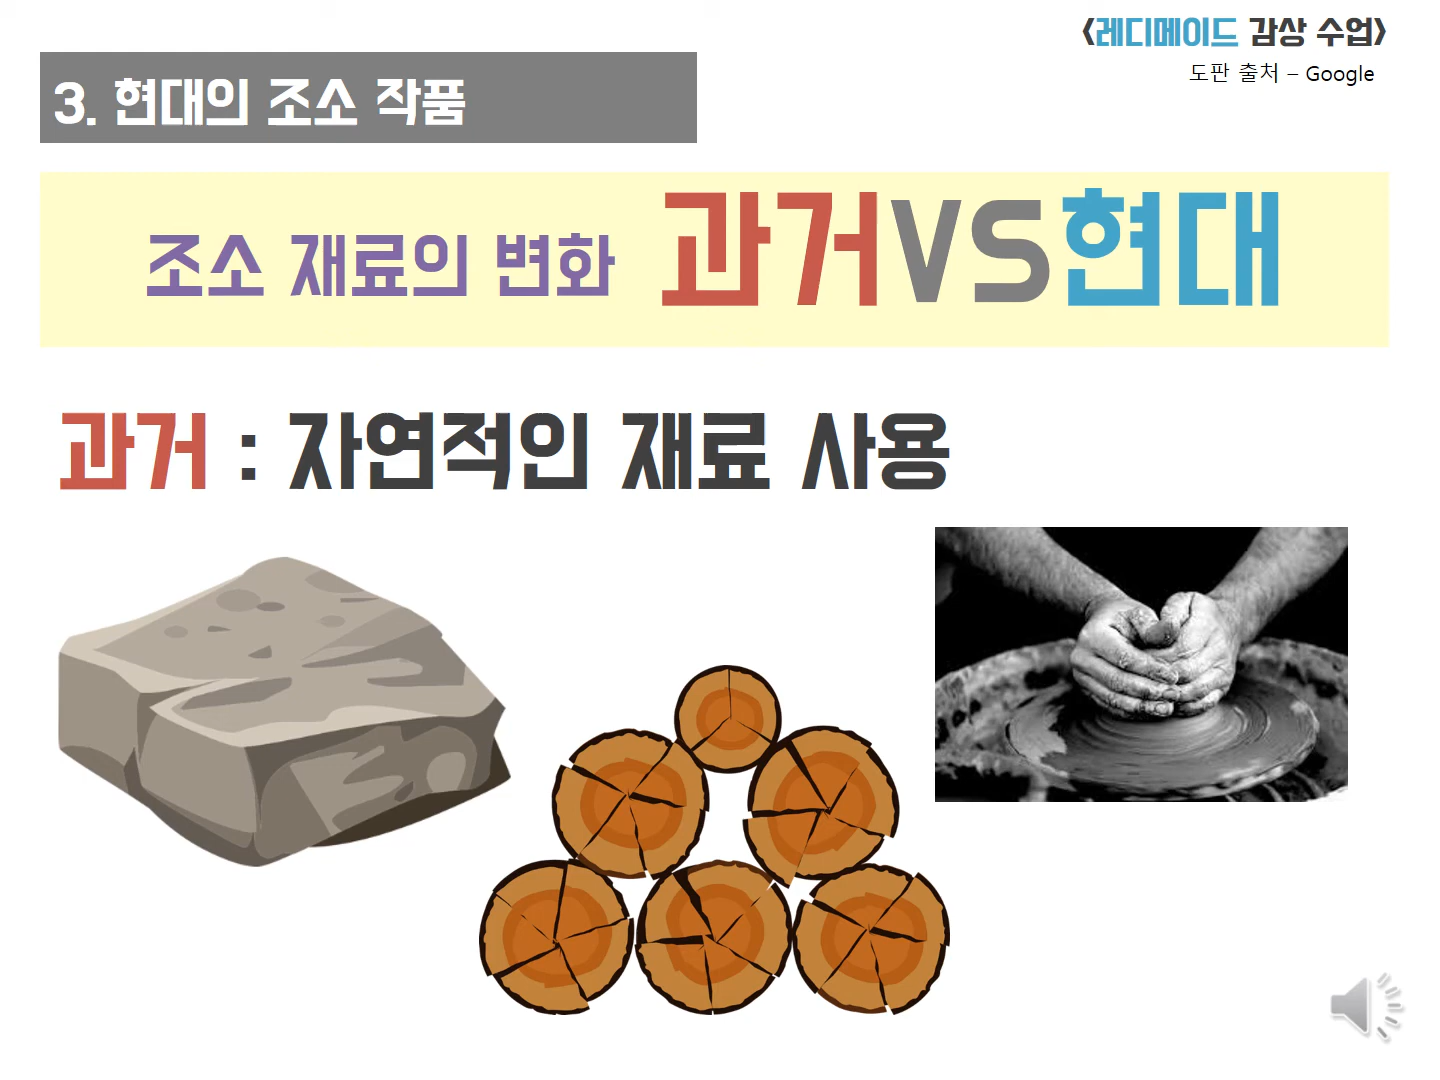 <레디메이드 감상 수업>
도판 출처 – Google
3. 현대의 조소 작품
조소 재료의 변화 과거VS현대
과거 : 자연적인 재료 사용